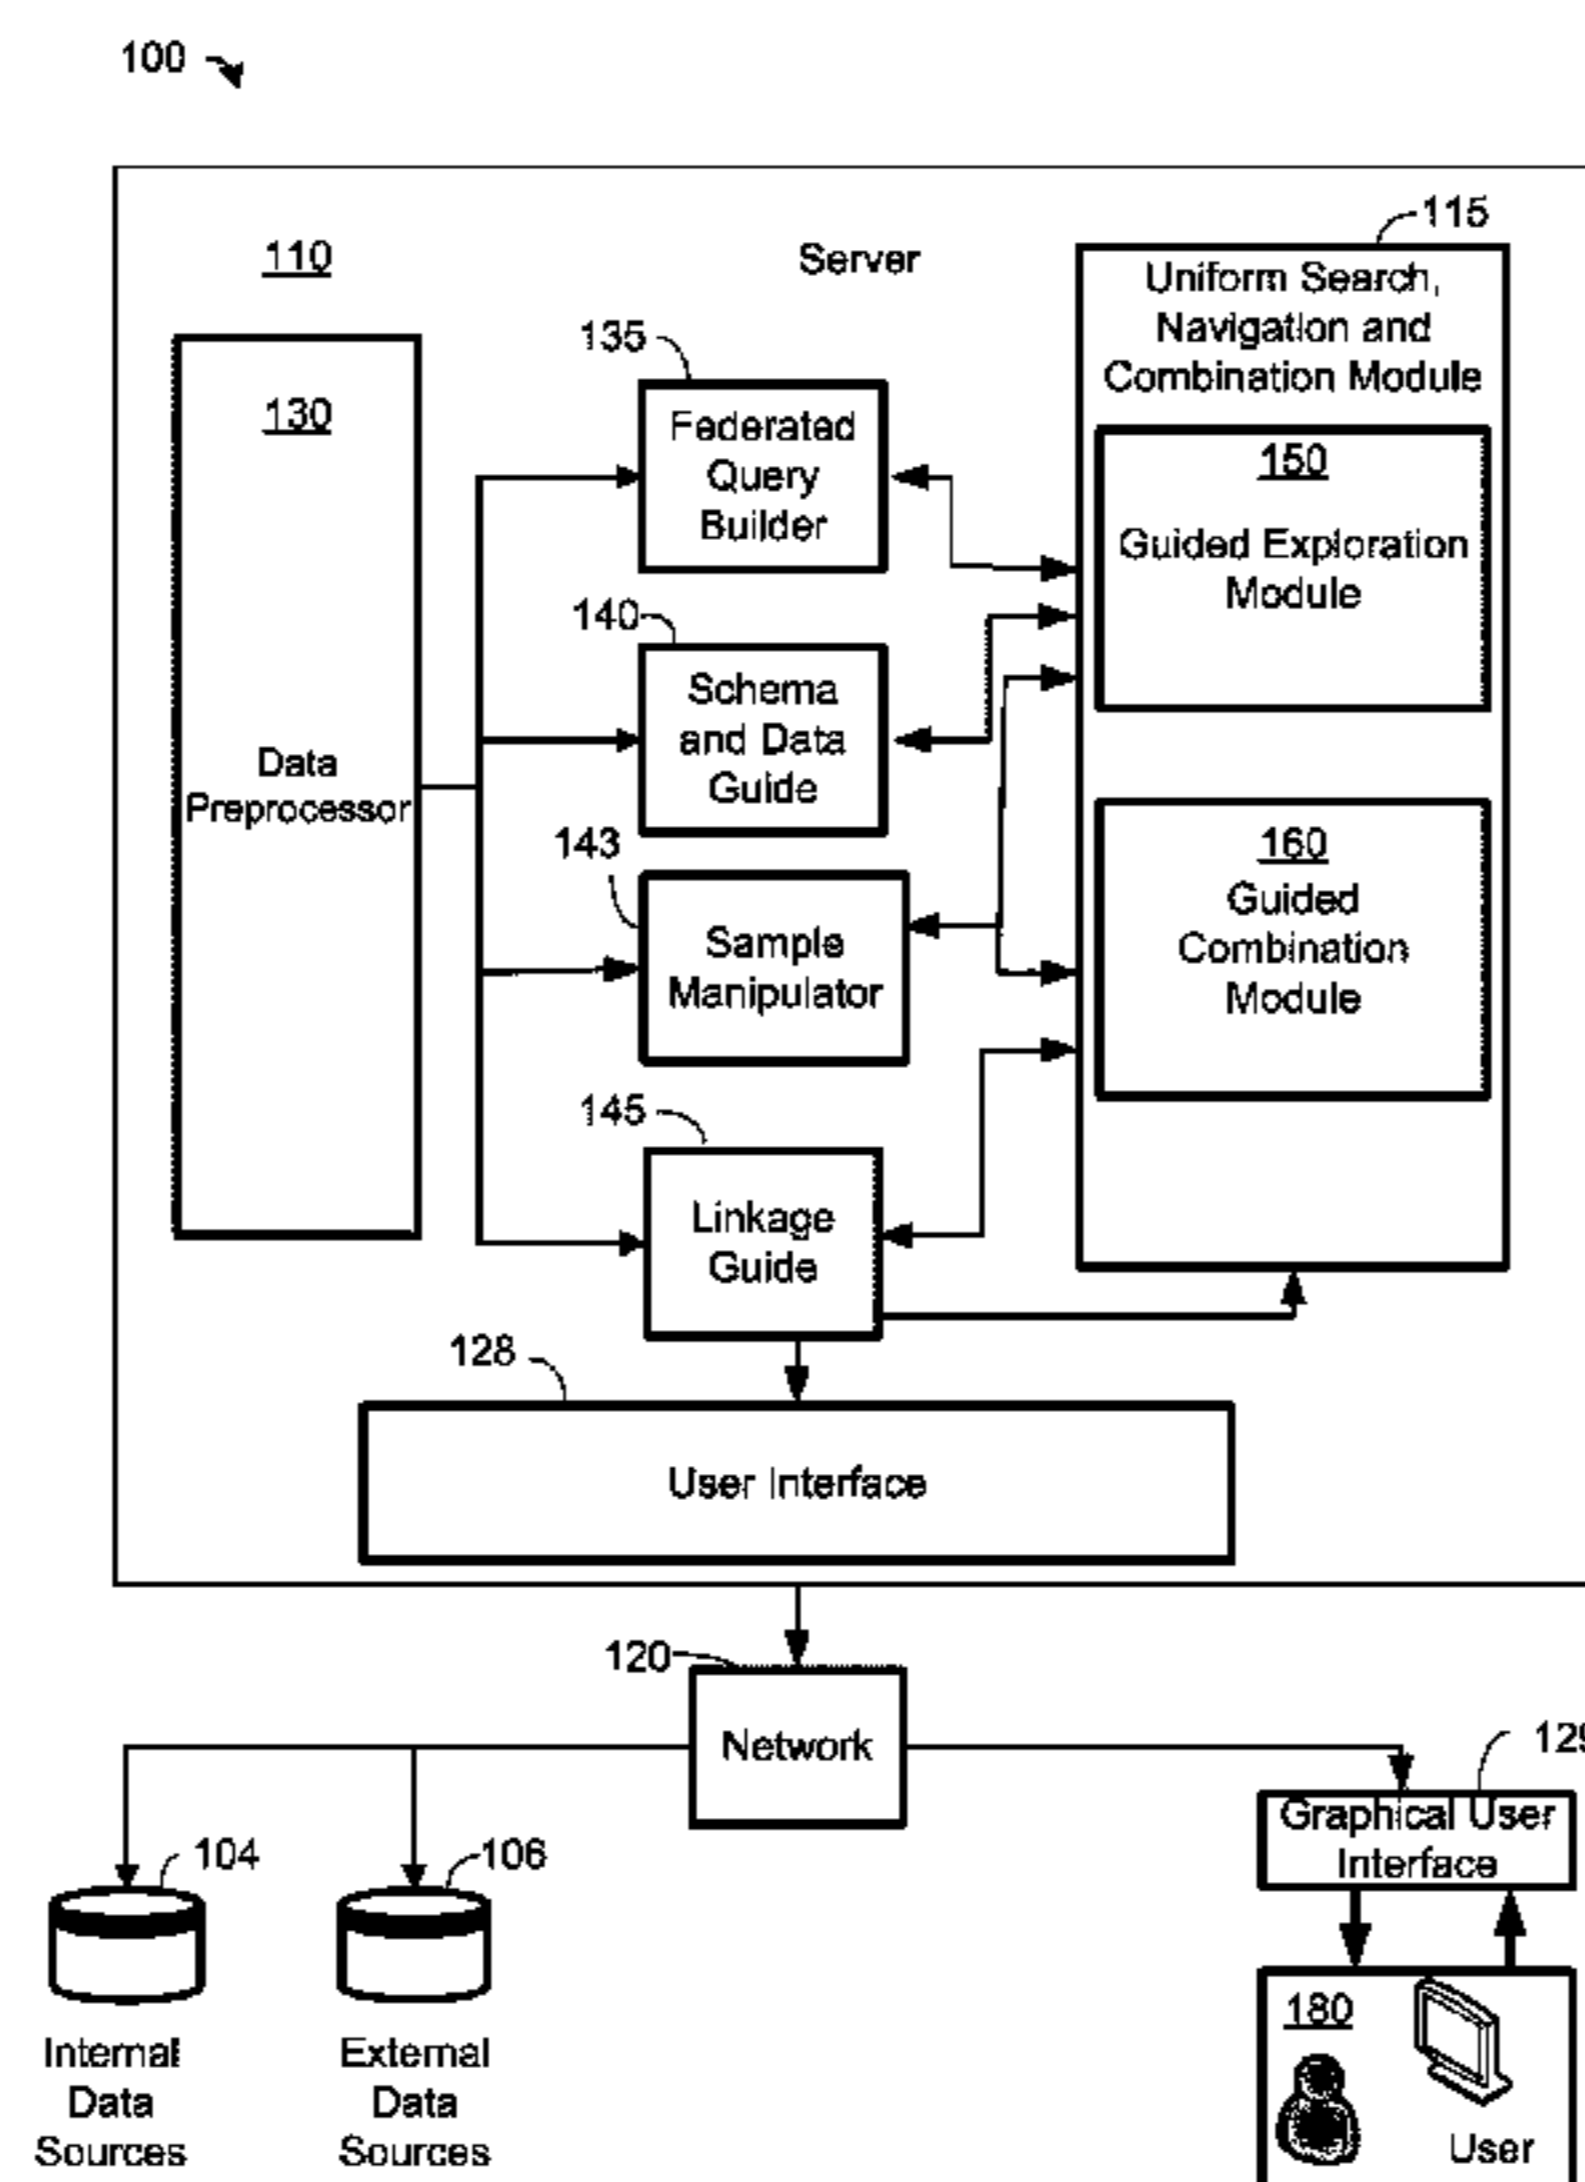 100
115
110
Server
Uniform Search,
Navigation and
Combination Module
135
130
Federated
Query
Builder
150
Guided Exploration
Module
140
Schema
and Data
Guide
Data
Preprocessor
143
160
Guided
Combination
Module
Sample
Manipulator
145
Linkage
Guide
128
User Interface
120
Network
129
Graphical User
Interface
104
106
180
Internal
Data
Sources
External
Data
Sources
User